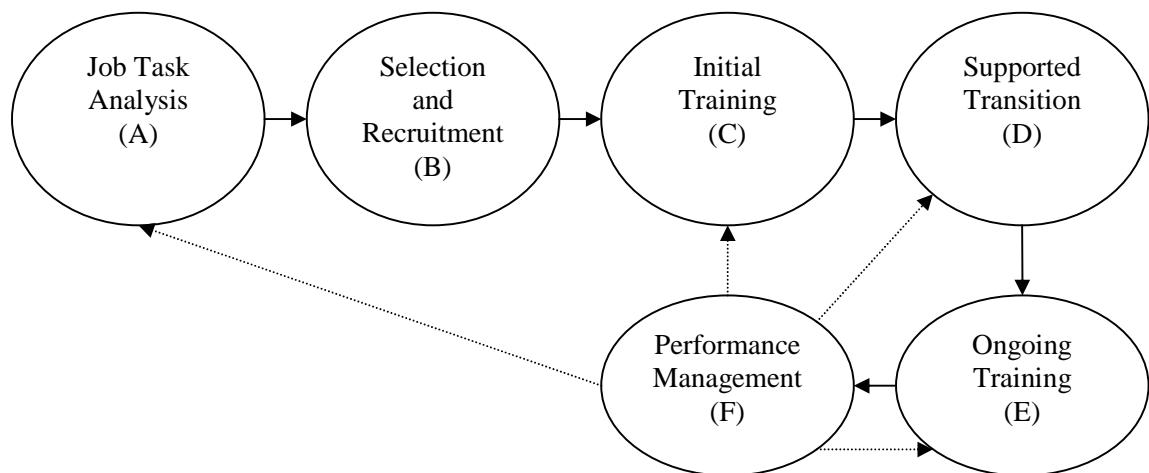 Job Task
Analysis
(A)
Selection
and
Recruitment
(B)
Initial
Training
(C)
Supported
Transition
(D)
Performance
Management
(F)
Ongoing
Training
(E)